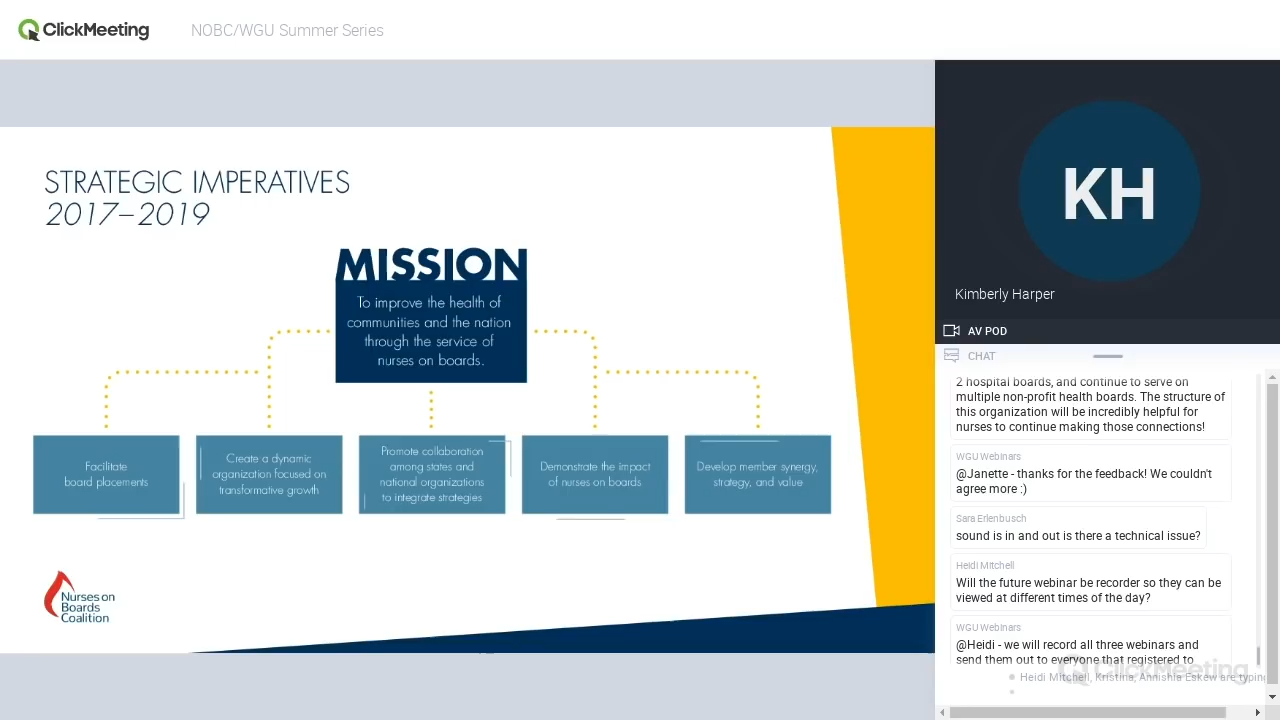 ClickMeeting
NOBC/WGU Summer Series
STRATEGIC IMPERATIVES
2017–2019
MISSION
To improve the health of
communities and the nation
through the service of
nurses on boards.
Facilitate
board placements
Create a dynamic
organization focused on
transformative growth
Promote collaboration
among states and
national organizations
to integrate strategies
Demonstrate the impact
of nurses on boards
Develop member synergy,
strategy, and value
Nurses on
Boards
Coalition
KH
Kimberly Harper
AV POD
CHAT
2 hospital boards, and continue to serve on
multiple non-profit health boards. The structure of
this organization will be incredibly helpful for
nurses to continue making those connections!
WGU Webinars
@Janette - thanks for the feedback! We couldn't
agree more :)
Sara Erlenbusch
sound is in and out is there a technical issue?
Heidi Mitchell
Will the future webinar be recorder so they can be
viewed at different times of the day?
WGU Webinars
@Heidi - we will record all three webinars and
send them out to everyone that registered to
ClickMeeting
Heidi Mitchell, Kristina, Annishia Eskew are typing